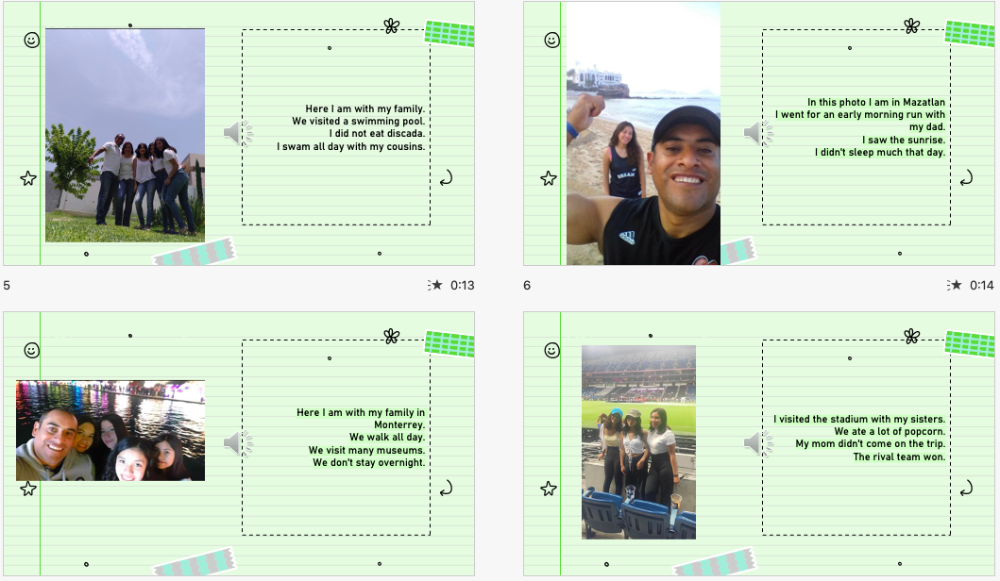 Here I am with my family.
We visited a swimming pool.
I did not eat discada.
I swam all day with my cousins.
In this photo I am in Mazatlan
I went for an early morning run with
my dad.
I saw the sunrise.
I didn't sleep much that day.
DREAM
adidas
5
0:13
6
0:14
Here I am with my family in
Monterrey.
We walk all day.
We visit many museums.
We don't stay overnight.
I visited the stadium with my sisters.
We ate a lot of popcorn.
My mom didn't come on the trip.
The rival team won.